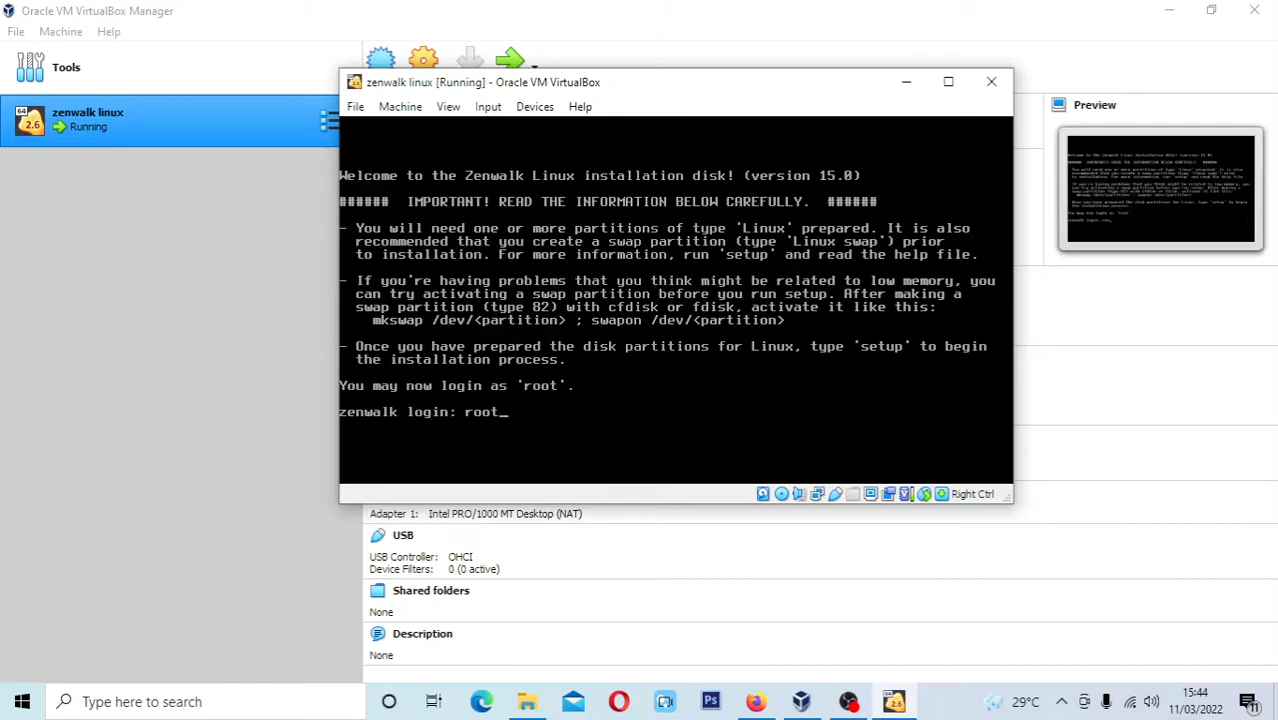 Oracle VM VirtualBox Manager
File Machine Help
Tools
zenwalk linux
Running
zenwalk linux [Running] - Oracle VM VirtualBox
File Machine View Input Devices Help
Preview
Welcome to the Zenwalk Linux installation disk! (version 15.0)
###### IMPORTANT! READ THE INFORMATION BELOW CAREFULLY. ######
- You will need one or more partitions of type 'Linux' prepared. It is also
recommended that you create a swap partition (type 'Linux swap') prior
to installation. For more information, run 'setup' and read the help file.
- If you're having problems that you think might be related to low memory, you
can try activating a swap partition before you run setup. After making a
swap partition (type 82) with cfdisk or fdisk, activate it like this:
mkswap /dev/<partition> ; swapon /dev/<partition>
- Once you have prepared the disk partitions for Linux, type 'setup' to begin
the installation process.
You may now login as 'root'.
zenwalk login: root_
Right Ctrl
Adapter 1: Intel PRO/1000 MT Desktop (NAT)
USB
USB Controller: OHCI
Device Filters: 0 (0 active)
Shared folders
None
Description
None
Type here to search
29°C
15:44
11/03/2022